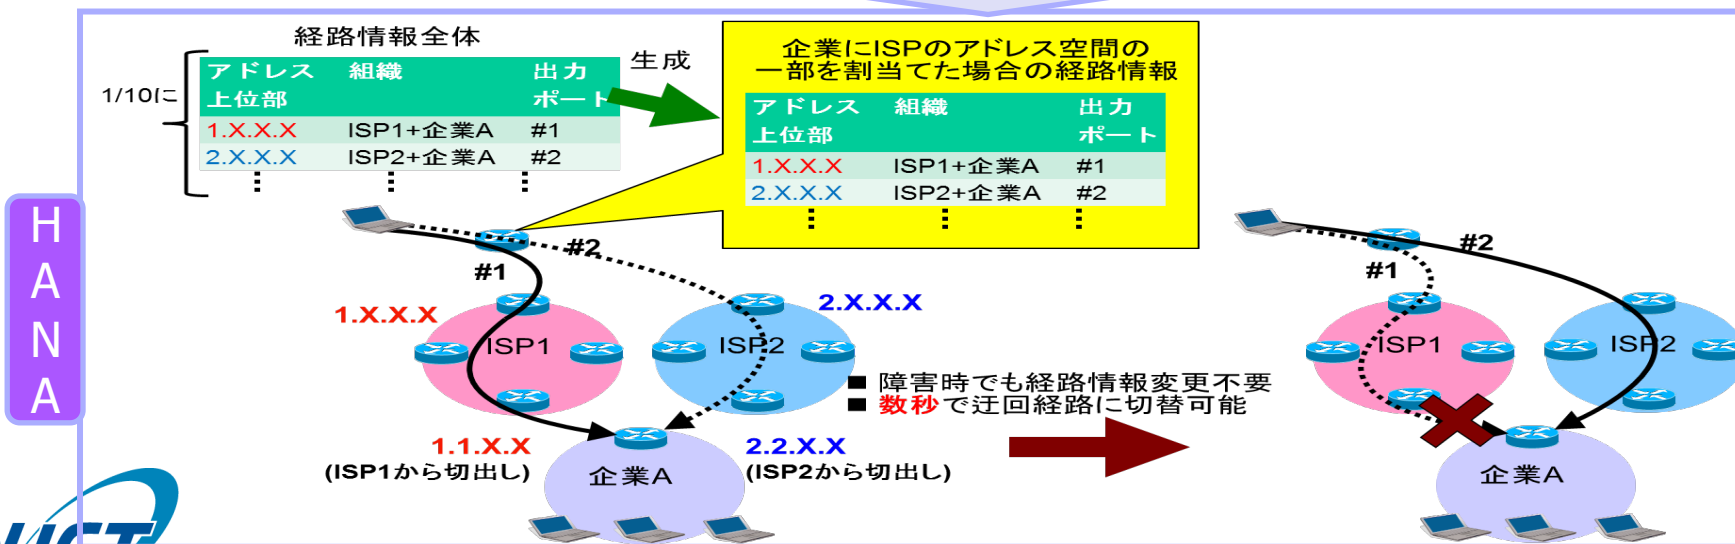 経路情報全体
1/10に
アドレス 組織 出力
上位部 ポート
1.X.X.X ISP1+企業A #1
2.X.X.X ISP2+企業A #2
生成
企業にISPのアドレス空間の
一部を割当てた場合の経路情報
アドレス 組織 出力
上位部 ポート
1.X.X.X ISP1+企業A #1
2.X.X.X ISP2+企業A #2
HANA
#2
#1
1.X.X.X
2.X.X.X
ISP1
ISP2
1.1.X.X
(ISP1から切出し)
2.2.X.X
(ISP2から切出し)
企業A
■ 障害時でも経路情報変更不要
■ 数秒で迂回経路に切替可能
#2
#1
ISP1
ISP2
企業A
NICT